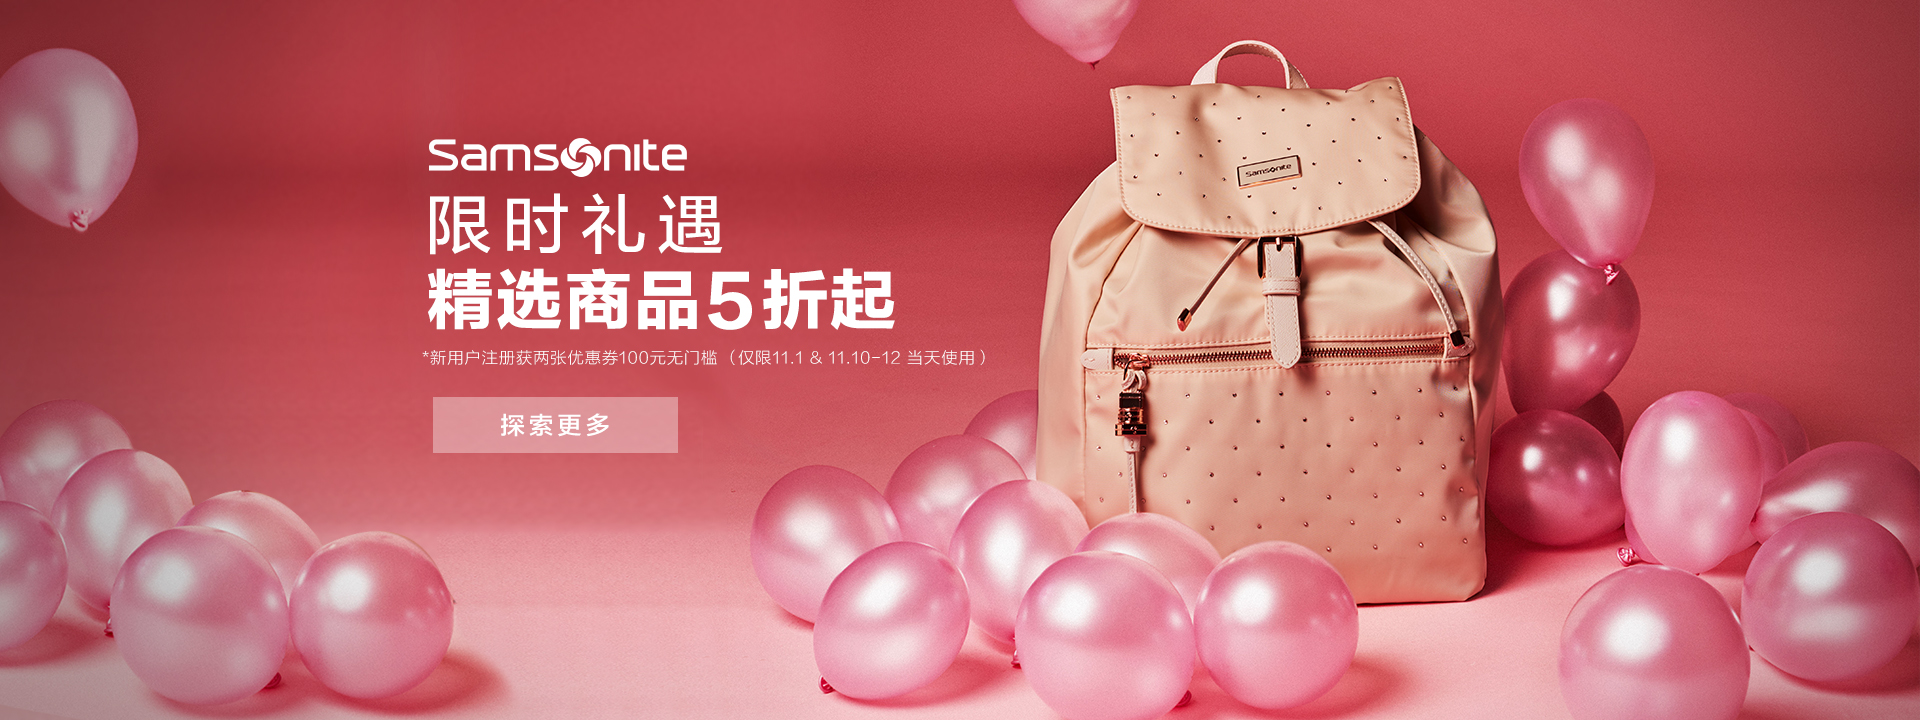 Samsonite
限时礼遇
精选商品5折起
*新用户注册获两张优惠券100元无门槛（仅限11.1 & 11.10-12 当天使用）
探索更多
Samsonite